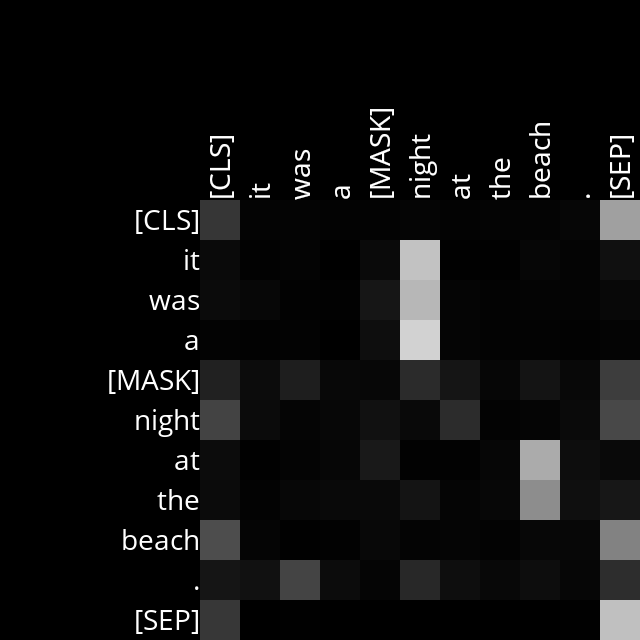 [CLS] it was a [MASK] night at the beach . [SEP]
[CLS]
it
was
a
[MASK]
night
at
the
beach
.
[SEP]